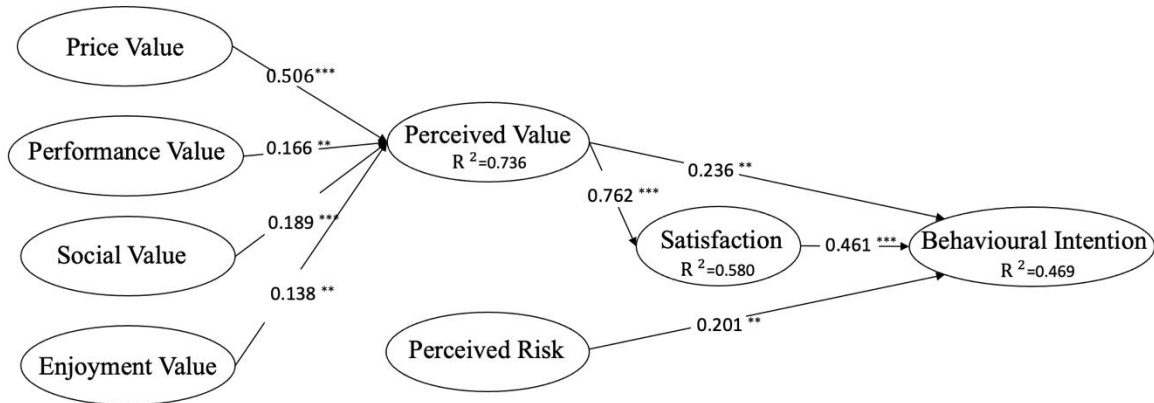 Price Value
0.506***
Performance Value
0.166 **
Social Value
0.189 ***
Enjoyment Value
0.138 **
Perceived Value
R ²=0.736
0.236 **
0.762 ***
Satisfaction
R ²=0.580
0.461 ***
Behavioural Intention
R ²=0.469
Perceived Risk
0.201 **